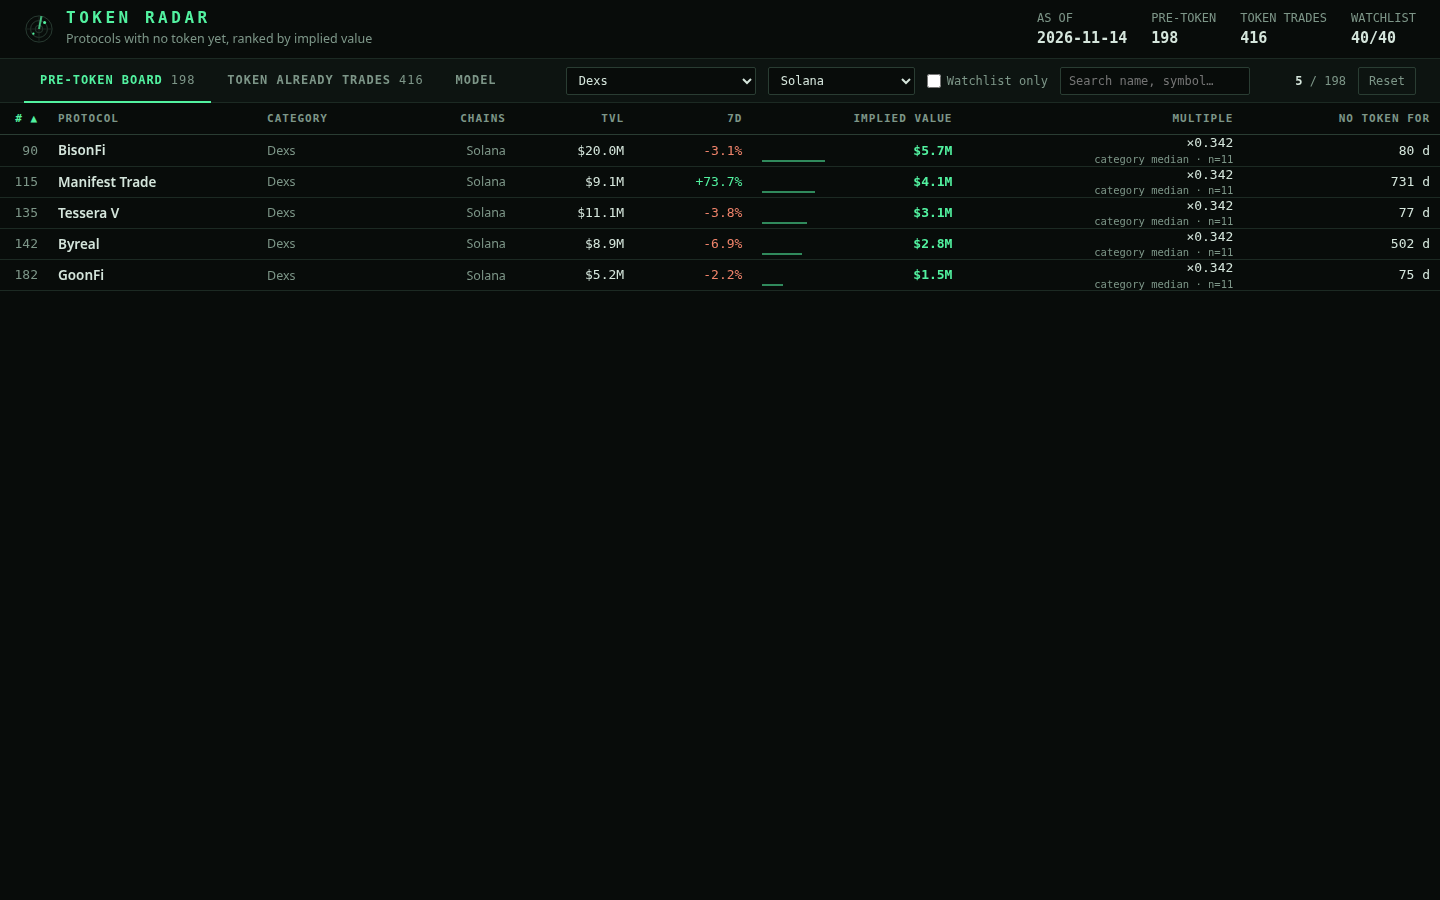 TOKEN RADAR
Protocols with no token yet, ranked by implied value
AS OF PRE-TOKEN TOKEN TRADES WATCHLIST
2026-11-14 198 416 40/40
PRE-TOKEN BOARD 198 TOKEN ALREADY TRADES 416 MODEL Dexs Solana Watchlist only Search name, symbol… 5 / 198 Reset
# ▲ PROTOCOL CATEGORY CHAINS TVL 7D IMPLIED VALUE MULTIPLE NO TOKEN FOR
90 BisonFi Dexs Solana $20.0M -3.1% $5.7M ×0.342 80 d
category median · n=11
115 Manifest Trade Dexs Solana $9.1M +73.7% $4.1M ×0.342 731 d
category median · n=11
135 Tessera V Dexs Solana $11.1M -3.8% $3.1M ×0.342 77 d
category median · n=11
142 Byreal Dexs Solana $8.9M -6.9% $2.8M ×0.342 502 d
category median · n=11
182 GoonFi Dexs Solana $5.2M -2.2% $1.5M ×0.342 75 d
category median · n=11